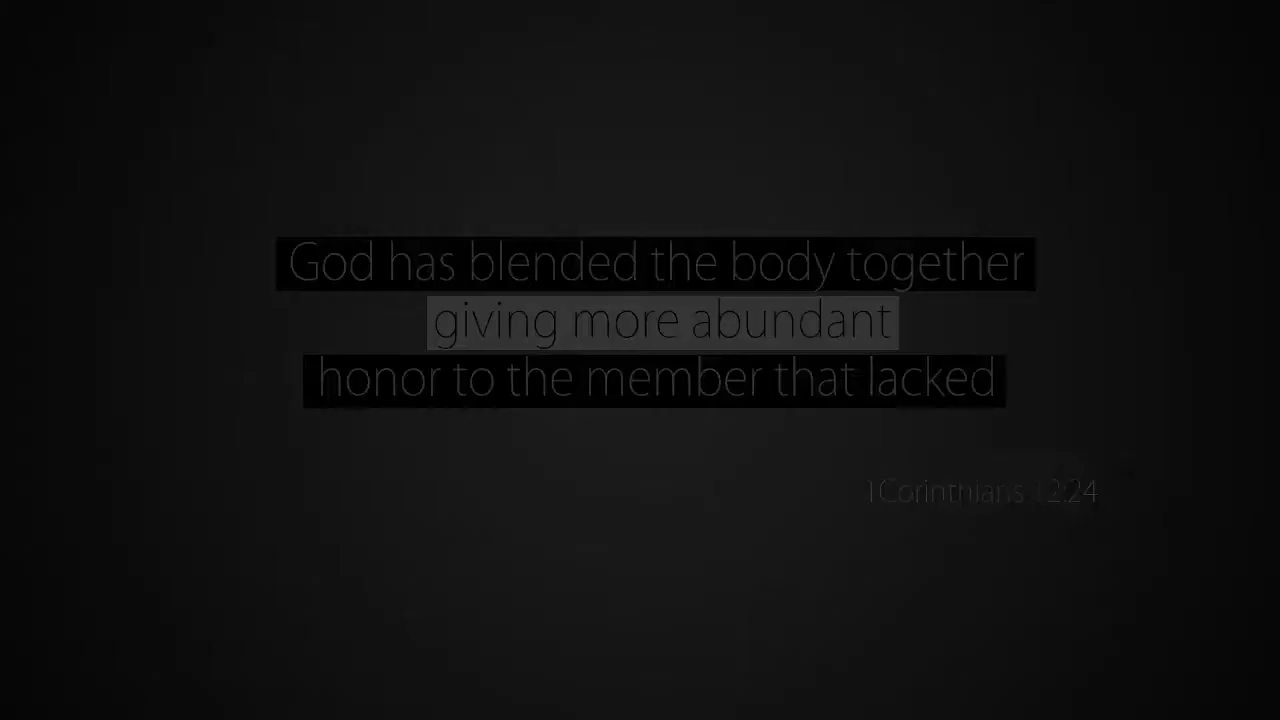 God has blended the body together
giving more abundant
honor to the member that lacked
1Corinthians 12:24